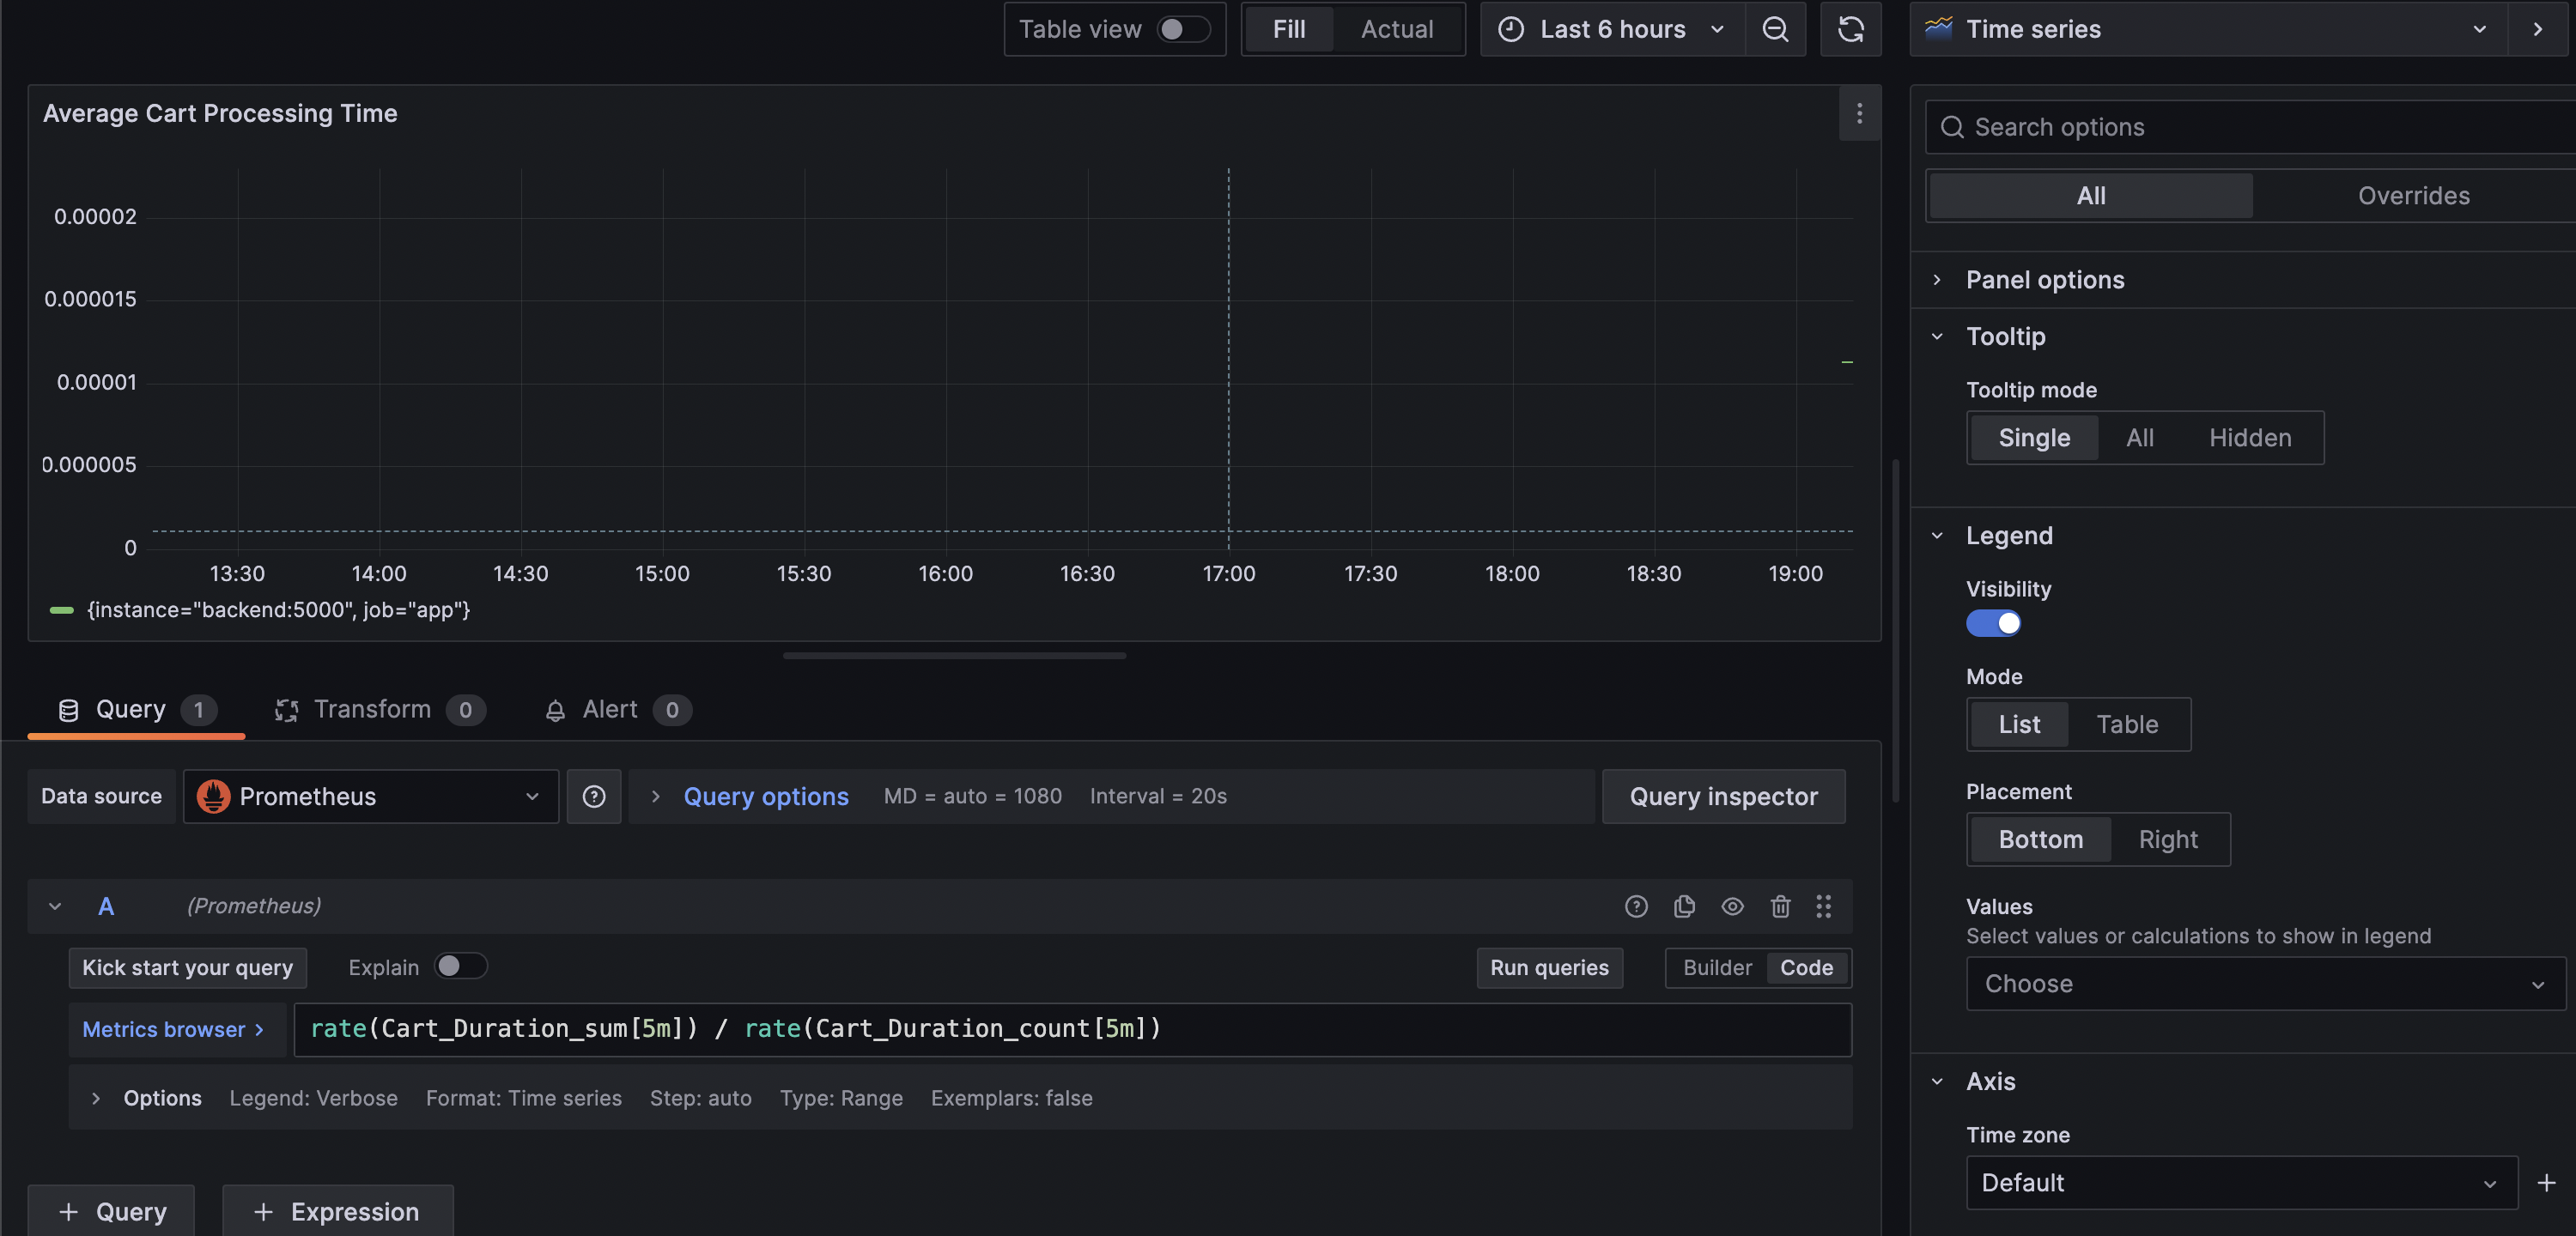 Table view
Fill
Actual
Last 6 hours
Time series
Average Cart Processing Time
0.00002
0.000015
0.00001
0.000005
0
13:30
14:00
14:30
15:00
15:30
16:00
16:30
17:00
17:30
18:00
18:30
19:00
{instance="backend:5000", job="app"}
Query 1
Transform 0
Alert 0
Data source
Prometheus
Query options
MD = auto = 1080
Interval = 20s
Query inspector
A
(Prometheus)
Kick start your query
Explain
Run queries
Builder
Code
Metrics browser >
rate(Cart_Duration_sum[5m]) / rate(Cart_Duration_count[5m])
Options
Legend: Verbose
Format: Time series
Step: auto
Type: Range
Exemplars: false
+ Query
+ Expression
Search options
All
Overrides
Panel options
Tooltip
Tooltip mode
Single
All
Hidden
Legend
Visibility
Mode
List
Table
Placement
Bottom
Right
Values
Select values or calculations to show in legend
Choose
Axis
Time zone
Default